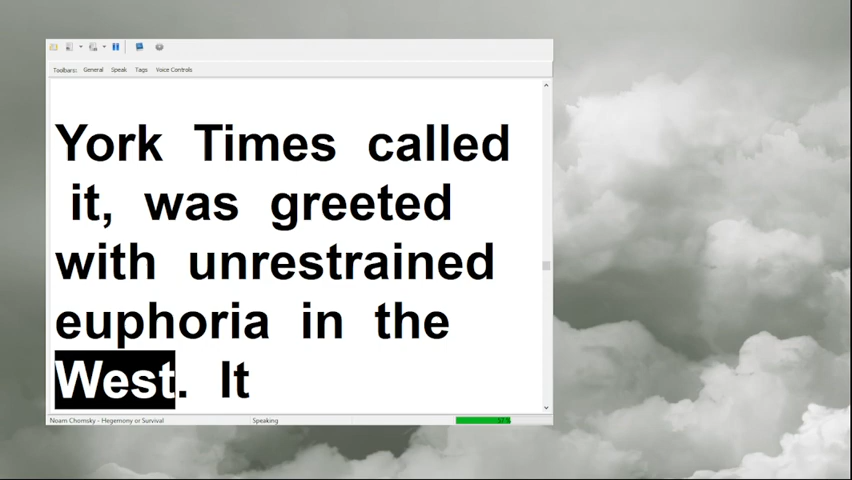 Toolbars: General Speak Tags Voice Controls
York Times called
it, was greeted
with unrestrained
euphoria in the
West. It
Noam Chomsky - Hegemony or Survival Speaking 57 %